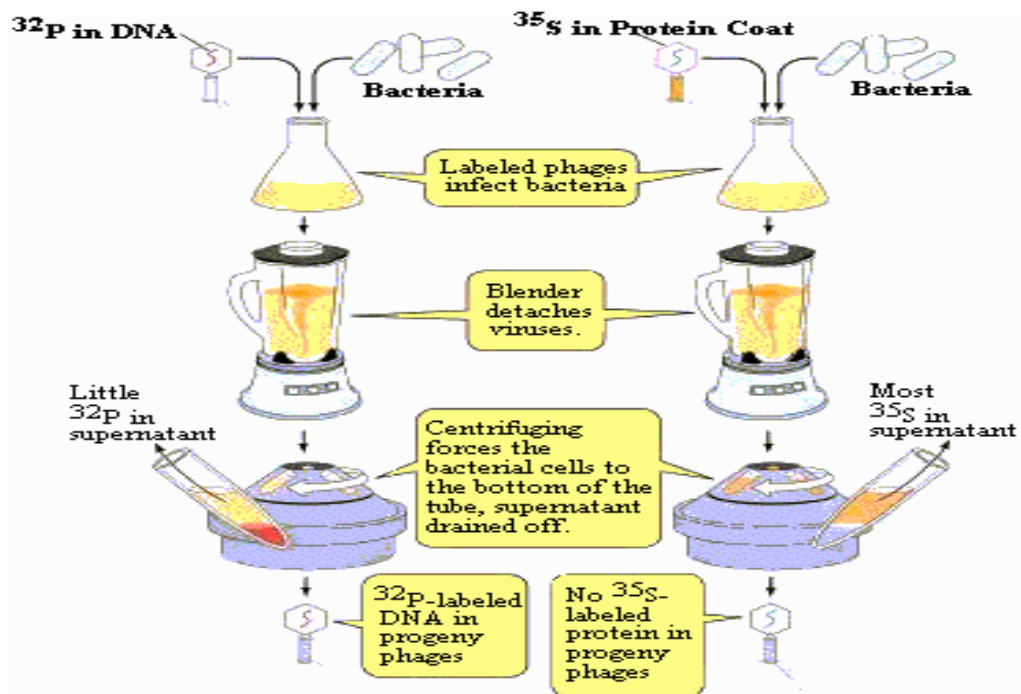 32P in DNA
Bacteria
35S in Protein Coat
Bacteria
Labeled phages
infect bacteria
Blender
detaches
viruses.
Little
32P in
supernatant
Most
35S in
supernatant
Centrifuging
forces the
bacterial cells to
the bottom of the
tube, supernatant
drained off.
32P-labeled
DNA in
progeny
phages
No 35S-
labeled
protein in
progeny
phages